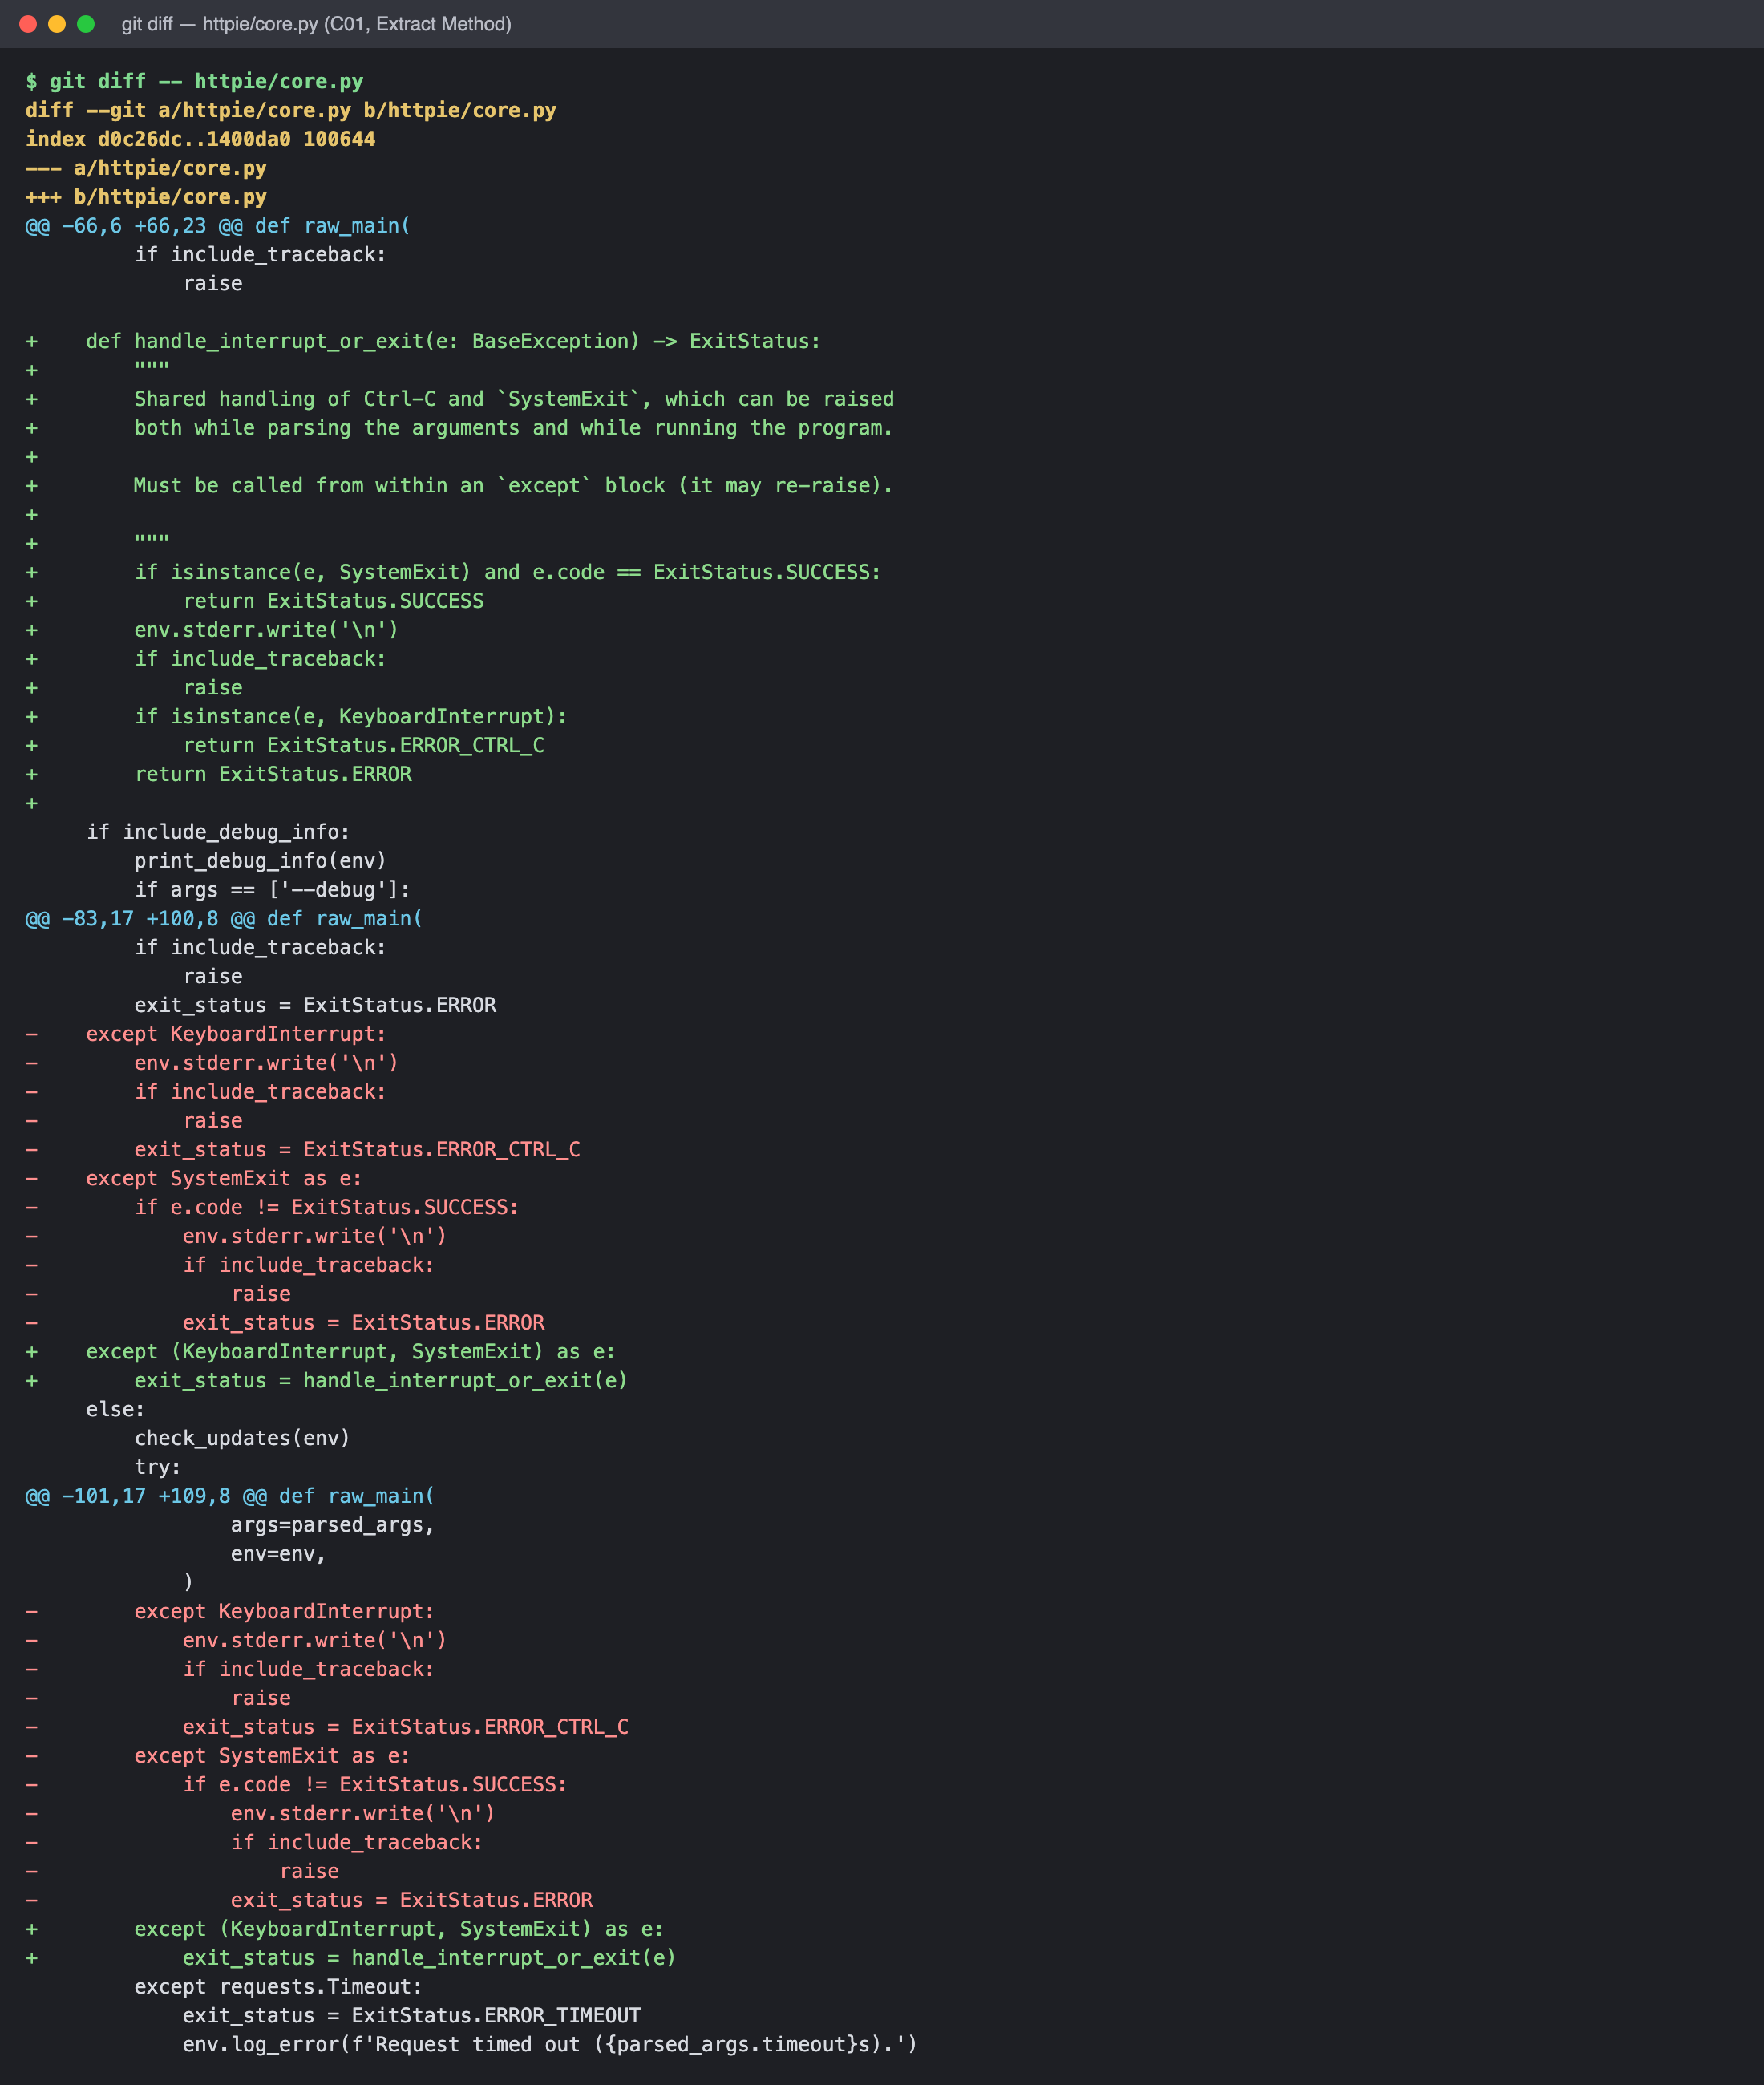 git diff — httpie/core.py (C01, Extract Method)
$ git diff -- httpie/core.py
diff --git a/httpie/core.py b/httpie/core.py
index d0c26dc..1400da0 100644
--- a/httpie/core.py
+++ b/httpie/core.py
@@ -66,6 +66,23 @@ def raw_main(
         if include_traceback:
             raise

+    def handle_interrupt_or_exit(e: BaseException) -> ExitStatus:
+        """
+        Shared handling of Ctrl-C and `SystemExit`, which can be raised
+        both while parsing the arguments and while running the program.
+
+        Must be called from within an `except` block (it may re-raise).
+
+        """
+        if isinstance(e, SystemExit) and e.code == ExitStatus.SUCCESS:
+            return ExitStatus.SUCCESS
+        env.stderr.write('\n')
+        if include_traceback:
+            raise
+        if isinstance(e, KeyboardInterrupt):
+            return ExitStatus.ERROR_CTRL_C
+        return ExitStatus.ERROR
+
     if include_debug_info:
         print_debug_info(env)
         if args == ['--debug']:
@@ -83,17 +100,8 @@ def raw_main(
         if include_traceback:
             raise
         exit_status = ExitStatus.ERROR
-    except KeyboardInterrupt:
-        env.stderr.write('\n')
-        if include_traceback:
-            raise
-        exit_status = ExitStatus.ERROR_CTRL_C
-    except SystemExit as e:
-        if e.code != ExitStatus.SUCCESS:
-            env.stderr.write('\n')
-            if include_traceback:
-                raise
-            exit_status = ExitStatus.ERROR
+    except (KeyboardInterrupt, SystemExit) as e:
+        exit_status = handle_interrupt_or_exit(e)
     else:
         check_updates(env)
         try:
@@ -101,17 +109,8 @@ def raw_main(
                 args=parsed_args,
                 env=env,
             )
-        except KeyboardInterrupt:
-            env.stderr.write('\n')
-            if include_traceback:
-                raise
-            exit_status = ExitStatus.ERROR_CTRL_C
-        except SystemExit as e:
-            if e.code != ExitStatus.SUCCESS:
-                env.stderr.write('\n')
-                if include_traceback:
-                    raise
-                exit_status = ExitStatus.ERROR
+        except (KeyboardInterrupt, SystemExit) as e:
+            exit_status = handle_interrupt_or_exit(e)
         except requests.Timeout:
             exit_status = ExitStatus.ERROR_TIMEOUT
             env.log_error(f'Request timed out ({parsed_args.timeout}s).')